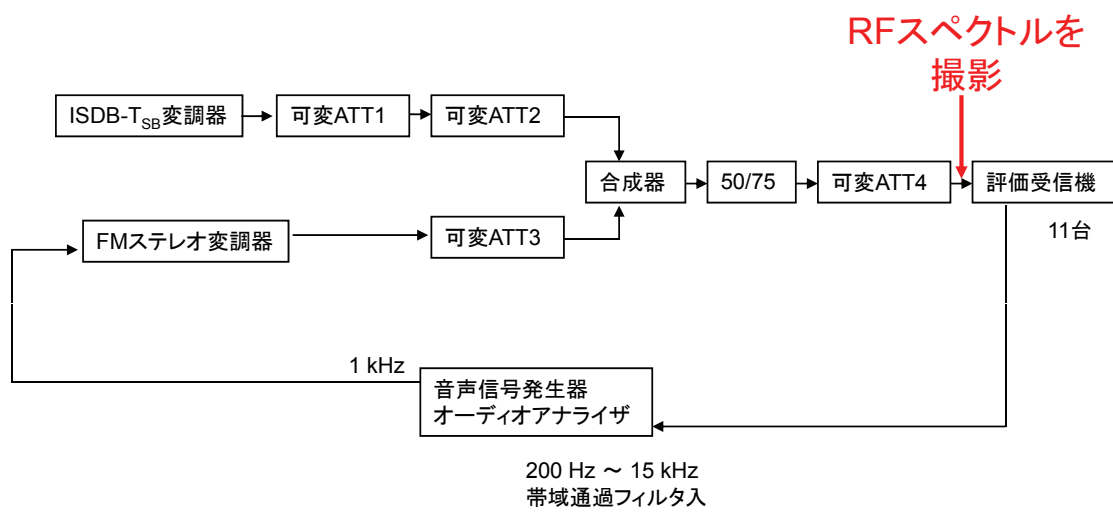 RFスペクトルを
撮影
ISDB-TSB変調器
可変ATT1
可変ATT2
合成器
50/75
可変ATT4
評価受信機
11台
FMステレオ変調器
可変ATT3
1 kHz
音声信号発生器
オーディオアナライザ
200 Hz ～ 15 kHz
帯域通過フィルタ入